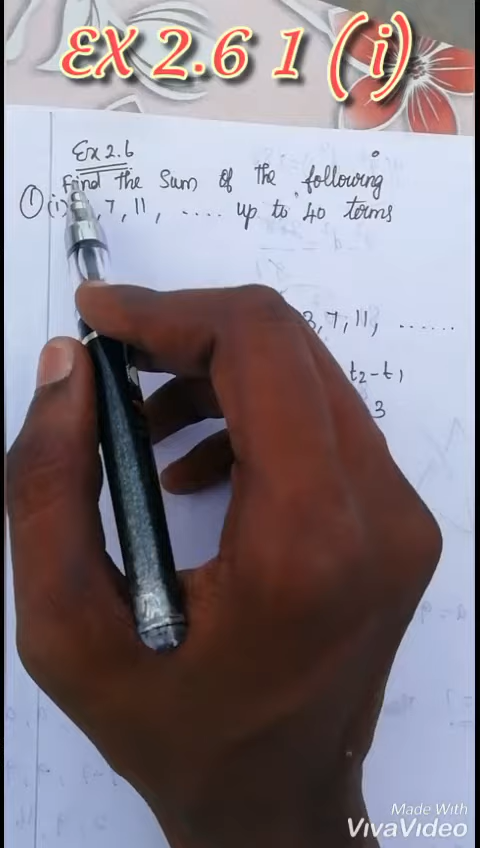 EX 2.6 1 (i)
Ex 2.6
Find the Sum of the following
① (i) , 7, 11, .... up to 40 terms
3, 7, 11, ......
t₂ - t₁
3
Made With
VivaVideo